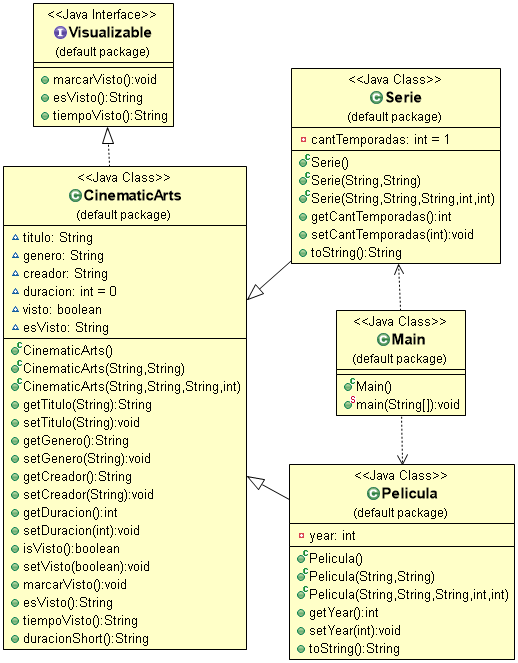 <<Java Interface>>
I Visualizable
(default package)
marcarVisto():void
esVisto():String
tiempoVisto():String
<<Java Class>>
C CinematicArts
(default package)
titulo: String
genero: String
creador: String
duracion: int = 0
visto: boolean
esVisto: String
c CinematicArts()
c CinematicArts(String,String)
c CinematicArts(String,String,String,int)
getTitulo(String):String
setTitulo(String):void
getGenero():String
setGenero(String):void
getCreador():String
setCreador(String):void
getDuracion():int
setDuracion(int):void
isVisto():boolean
setVisto(boolean):void
marcarVisto():void
esVisto():String
tiempoVisto():String
duracionShort():String
<<Java Class>>
C Serie
(default package)
cantTemporadas: int = 1
c Serie()
c Serie(String,String)
c Serie(String,String,String,int,int)
getCantTemporadas():int
setCantTemporadas(int):void
toString():String
<<Java Class>>
C Main
(default package)
c Main()
S main(String[]):void
<<Java Class>>
C Pelicula
(default package)
year: int
c Pelicula()
c Pelicula(String,String)
c Pelicula(String,String,String,int,int)
getYear():int
setYear(int):void
toString():String